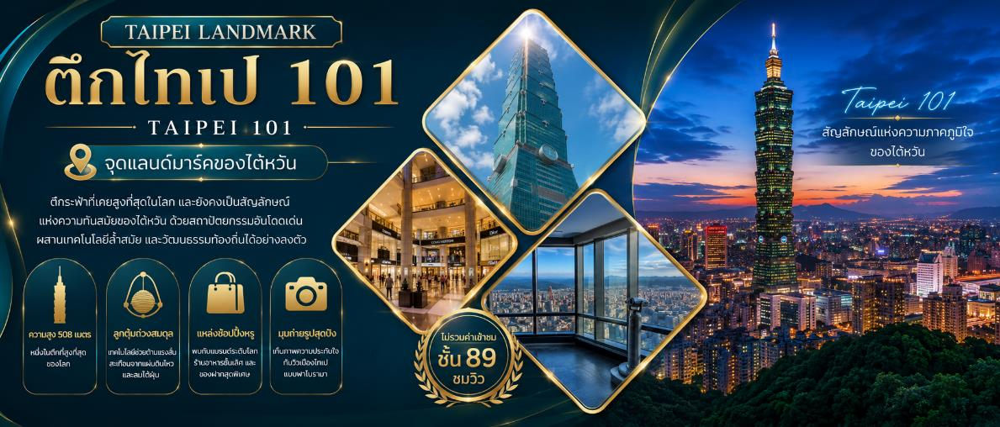 TAIPEI LANDMARK
ตึกไทเป 101
TAIPEI 101
จุดแลนด์มาร์คของไต้หวัน
ตึกระฟ้าที่เคยสูงที่สุดในโลก และยังคงเป็นสัญลักษณ์
แห่งความทันสมัยของไต้หวัน ด้วยสถาปัตยกรรมอันโดดเด่น
ผสานเทคโนโลยีล้ำสมัย และวัฒนธรรมท้องถิ่นได้อย่างลงตัว
ความสูง 508 เมตร
หนึ่งในตึกที่สูงที่สุด
ของโลก
ลูกตุ้มถ่วงสมดุล
เทคโนโลยีช่วยต้านแรงสั่น
สะเทือนจากแผ่นดินไหว
และลมไต้ฝุ่น
แหล่งช้อปปิ้งหรู
พบกับแบรนด์ระดับโลก
ร้านอาหารชั้นเลิศ และ
ของฝากสุดพิเศษ
มุมถ่ายรูปสุดปัง
เก็บภาพความประทับใจ
กับวิวเมืองไทเป
แบบพาโนรามา
ไม่รวมค่าเข้าชม
ชั้น 89
ชมวิว
Taipei 101
สัญลักษณ์แห่งความภาคภูมิใจ
ของไต้หวัน
Dior